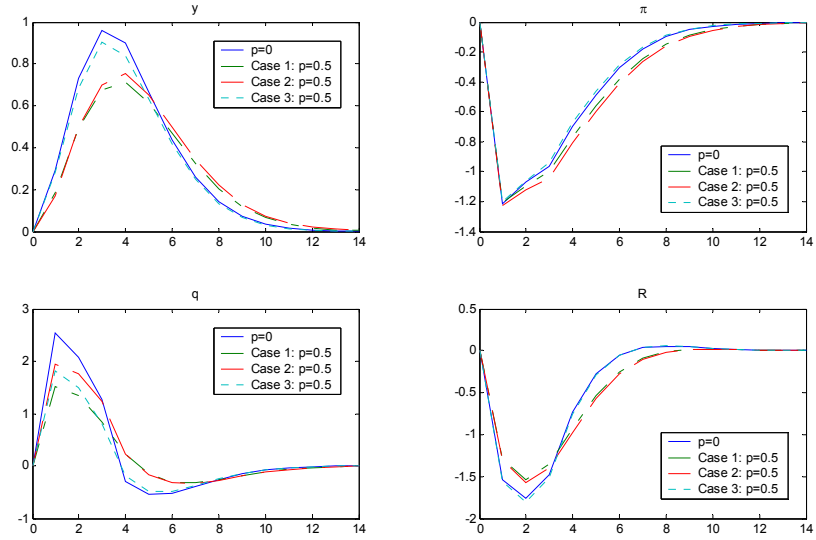 y
1
0.8
0.6
0.4
0.2
0
0 2 4 6 8 10 12 14
p=0
Case 1: p=0.5
Case 2: p=0.5
Case 3: p=0.5
π
0
-0.2
-0.4
-0.6
-0.8
-1
-1.2
-1.4
0 2 4 6 8 10 12 14
p=0
Case 1: p=0.5
Case 2: p=0.5
Case 3: p=0.5
q
3
2
1
0
-1
0 2 4 6 8 10 12 14
p=0
Case 1: p=0.5
Case 2: p=0.5
Case 3: p=0.5
R
0.5
0
-0.5
-1
-1.5
-2
0 2 4 6 8 10 12 14
p=0
Case 1: p=0.5
Case 2: p=0.5
Case 3: p=0.5